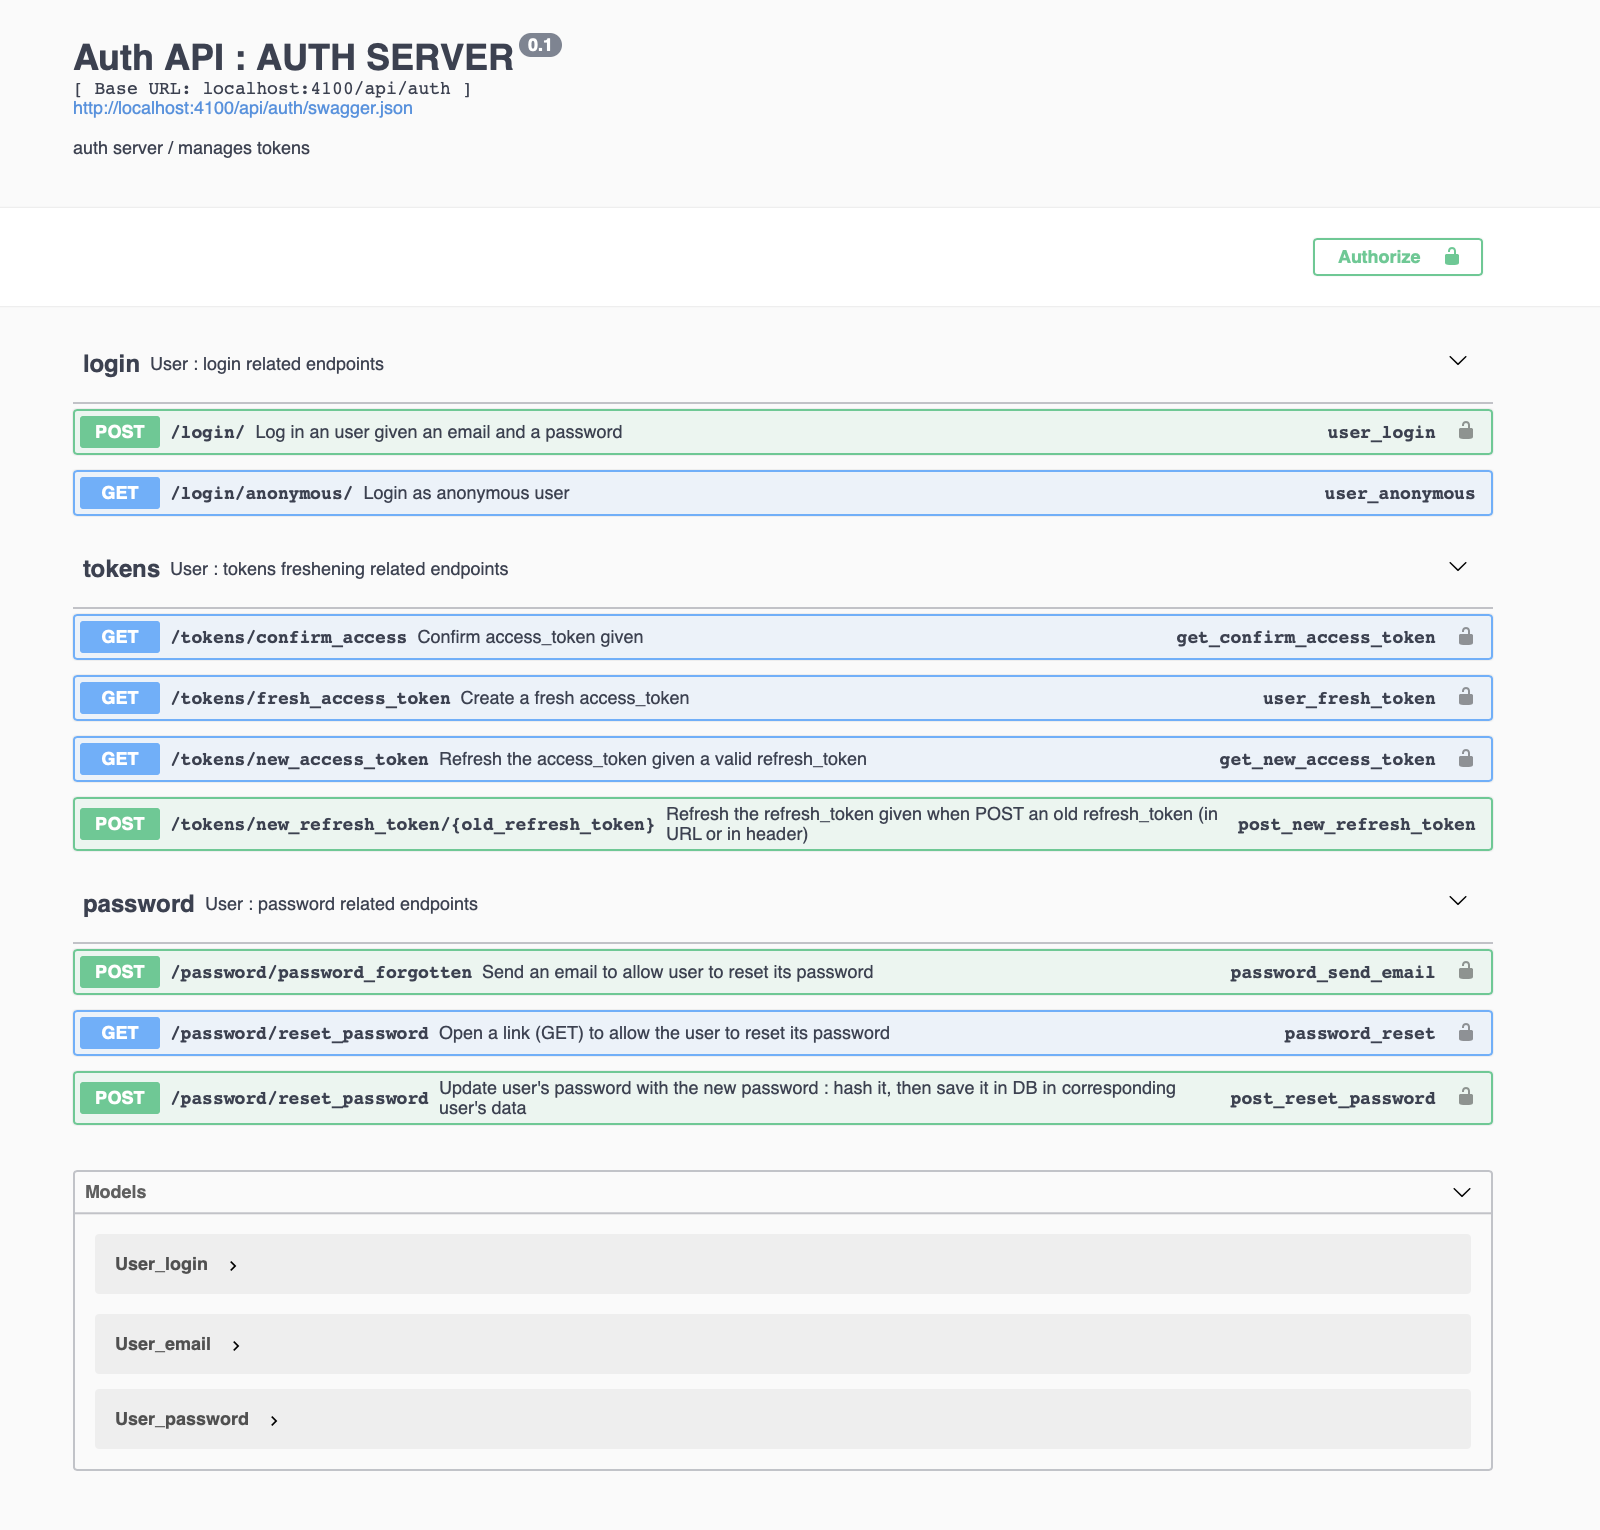 Auth API : AUTH SERVER 0.1
[ Base URL: localhost:4100/api/auth ]
http://localhost:4100/api/auth/swagger.json
auth server / manages tokens
Authorize
login User : login related endpoints
POST /login/ Log in an user given an email and a password user_login
GET /login/anonymous/ Login as anonymous user user_anonymous
tokens User : tokens freshening related endpoints
GET /tokens/confirm_access Confirm access_token given get_confirm_access_token
GET /tokens/fresh_access_token Create a fresh access_token user_fresh_token
GET /tokens/new_access_token Refresh the access_token given a valid refresh_token get_new_access_token
POST /tokens/new_refresh_token/{old_refresh_token} Refresh the refresh_token given when POST an old refresh_token (in
URL or in header) post_new_refresh_token
password User : password related endpoints
POST /password/password_forgotten Send an email to allow user to reset its password password_send_email
GET /password/reset_password Open a link (GET) to allow the user to reset its password password_reset
POST /password/reset_password Update user's password with the new password : hash it, then save it in DB in corresponding
user's data post_reset_password
Models
User_login
User_email
User_password